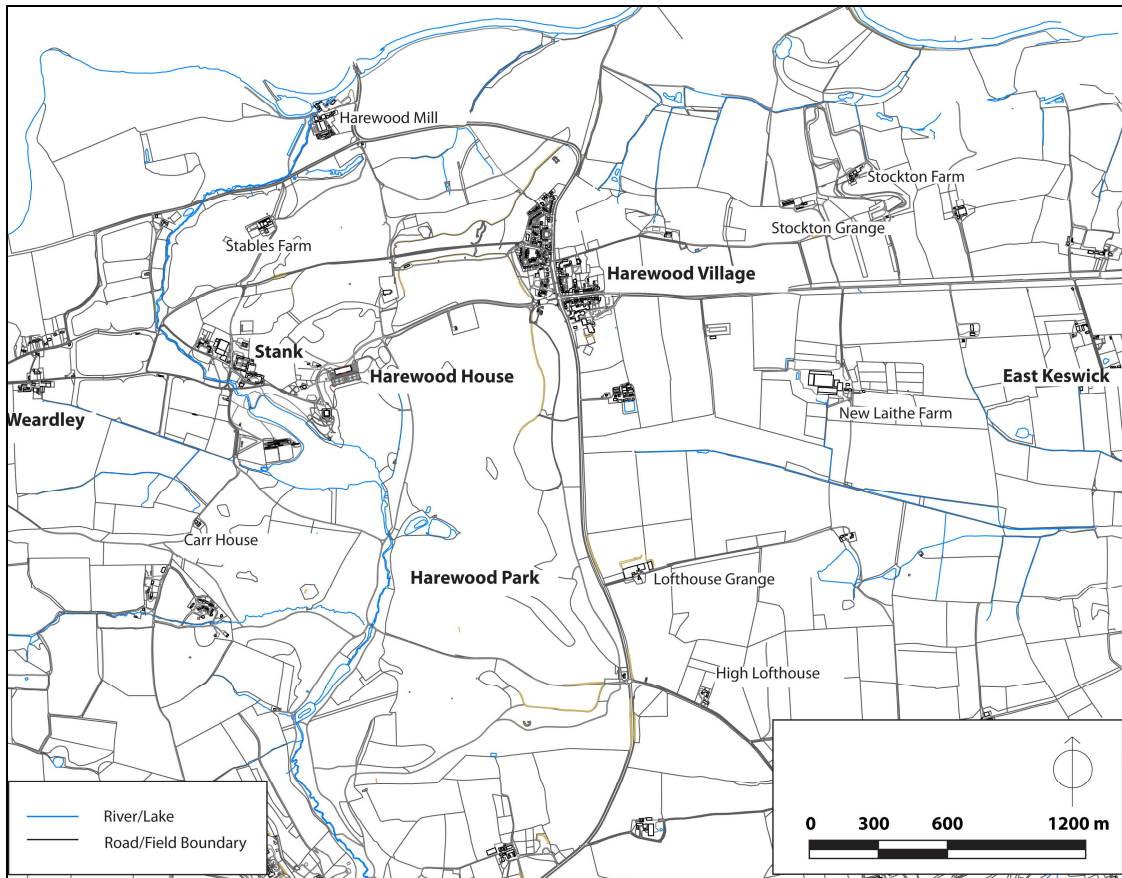 Harewood Mill
Stockton Farm
Stockton Grange
Stables Farm
Harewood Village
Stank
Harewood House
East Keswick
Weardley
New Laithe Farm
Carr House
Harewood Park
Lofthouse Grange
High Lofthouse
River/Lake
Road/Field Boundary
0 300 600 1200 m